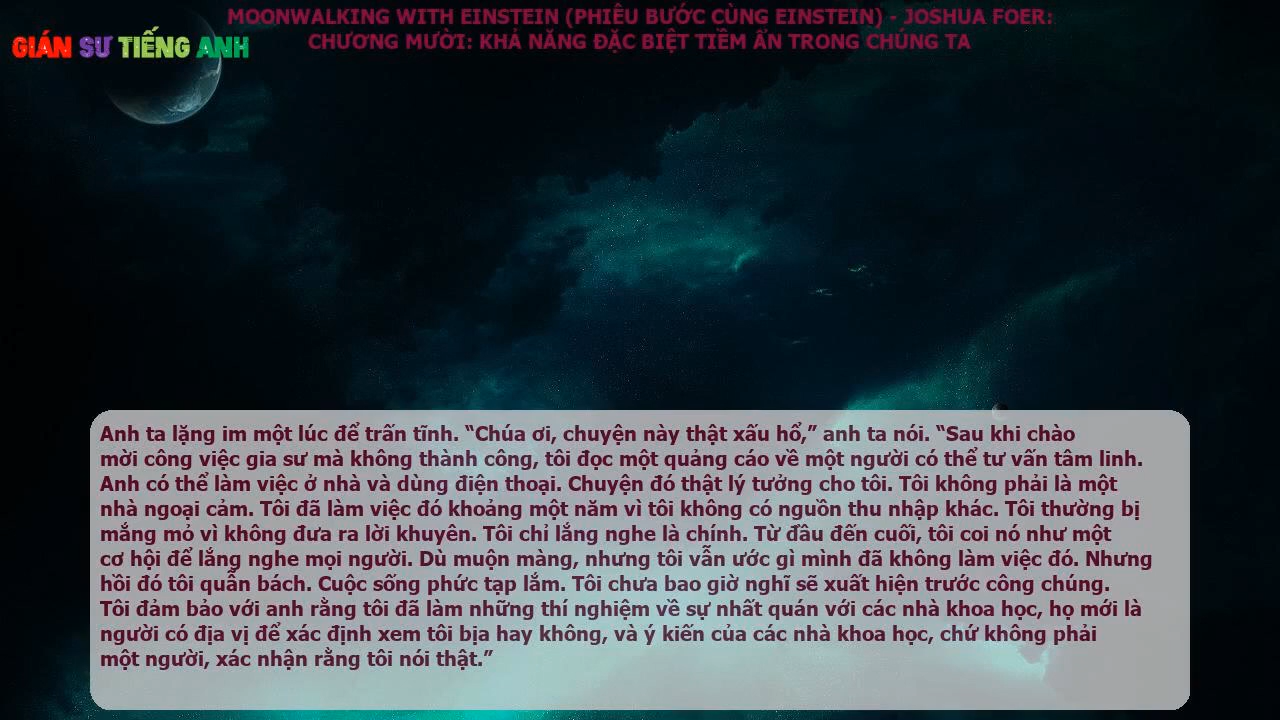 MOONWALKING WITH EINSTEIN (PHIÊU BƯỚC CÙNG EINSTEIN) - JOSHUA FOER:
CHƯƠNG MƯỜI: KHẢ NĂNG ĐẶC BIỆT TIỀM ẨN TRONG CHÚNG TA
GIÁN SƯ TIẾNG ANH
Anh ta lặng im một lúc để trấn tĩnh. “Chúa ơi, chuyện này thật xấu hổ,” anh ta nói. “Sau khi chào
mời công việc gia sư mà không thành công, tôi đọc một quảng cáo về một người có thể tư vấn tâm linh.
Anh có thể làm việc ở nhà và dùng điện thoại. Chuyện đó thật lý tưởng cho tôi. Tôi không phải là một
nhà ngoại cảm. Tôi đã làm việc đó khoảng một năm vì tôi không có nguồn thu nhập khác. Tôi thường bị
mắng mỏ vì không đưa ra lời khuyên. Tôi chỉ lắng nghe là chính. Từ đầu đến cuối, tôi coi nó như một
cơ hội để lắng nghe mọi người. Dù muộn màng, nhưng tôi vẫn ước gì mình đã không làm việc đó. Nhưng
hồi đó tôi quẫn bách. Cuộc sống phức tạp lắm. Tôi chưa bao giờ nghĩ sẽ xuất hiện trước công chúng.
Tôi đảm bảo với anh rằng tôi đã làm những thí nghiệm về sự nhất quán với các nhà khoa học, họ mới là
người có địa vị để xác định xem tôi bịa hay không, và ý kiến của các nhà khoa học, chứ không phải
một người, xác nhận rằng tôi nói thật.”